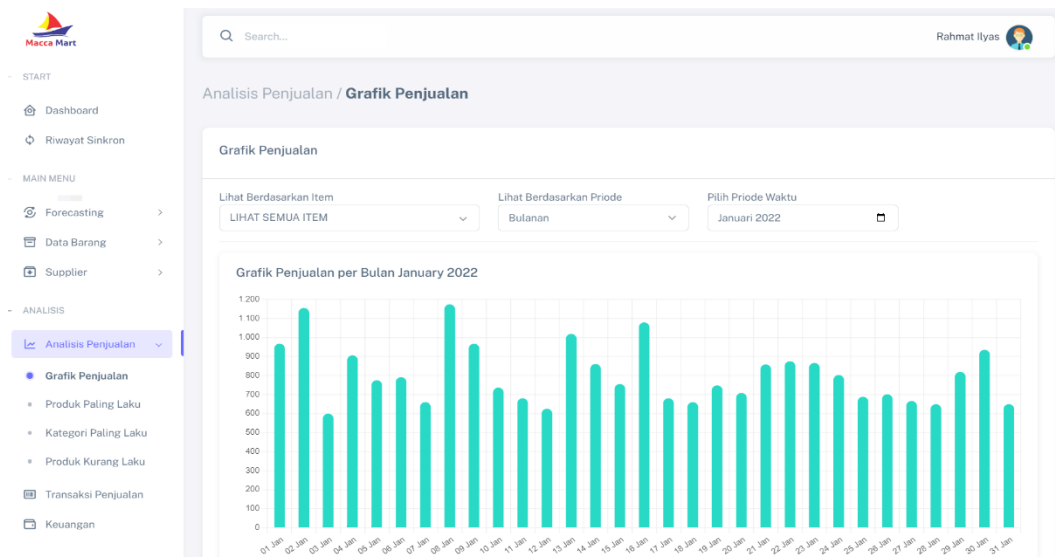 Macca Mart
START
Dashboard
Riwayat Sinkron
MAIN MENU
Forecasting
Data Barang
Supplier
ANALISIS
Analisis Penjualan
Grafik Penjualan
Produk Paling Laku
Kategori Paling Laku
Produk Kurang Laku
Transaksi Penjualan
Keuangan
Search...
Rahmat Ilyas
Analisis Penjualan / Grafik Penjualan
Grafik Penjualan
Lihat Berdasarkan Item
LIHAT SEMUA ITEM
Lihat Berdasarkan Priode
Bulanan
Pilih Priode Waktu
Januari 2022
Grafik Penjualan per Bulan January 2022
1.200
1.100
1.000
900
800
700
600
500
400
300
200
100
0
01 Jan 02 Jan 03 Jan 04 Jan 05 Jan 06 Jan 07 Jan 08 Jan 09 Jan 10 Jan 11 Jan 12 Jan 13 Jan 14 Jan 15 Jan 16 Jan 17 Jan 18 Jan 19 Jan 20 Jan 21 Jan 22 Jan 23 Jan 24 Jan 25 Jan 26 Jan 27 Jan 28 Jan 29 Jan 30 Jan 31 Jan